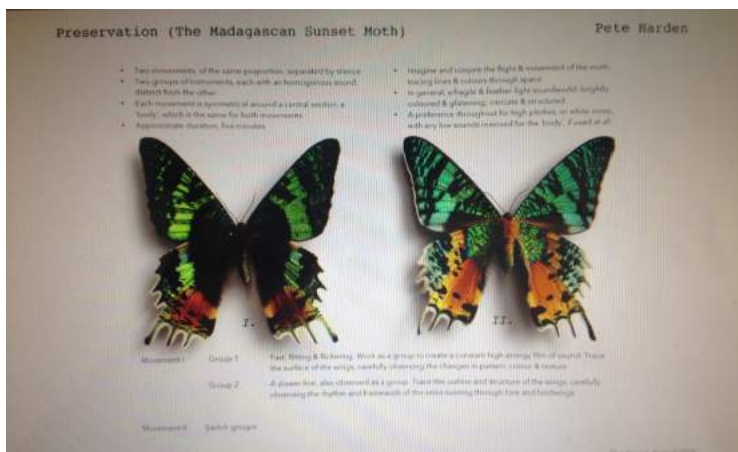 Preservation (The Madagascan Sunset Moth)
Pete Harden
• Two movements, of the same proportion, separated by silence
• Two groups of instruments, each with an homogenous sound,
distinct from the other
• Each movement is symmetrical around a central section, a
'body', which is the same for both movements
• Approximate duration, five minutes
• Imagine and conjure the flight & movement of the moth,
tracing lines & colours through space
• In general, a fragile & feather-light soundworld: brightly
coloured & glistening, intricate & structured
• A preference throughout for high pitches, or white noise,
with any low sounds reserved for the 'body', if used at all
I.
II.
Movement I Group 1 Fast, flitting & flickering. Work as a group to create a constant high-energy film of sound. Trace
the surface of the wings, carefully observing the changes in pattern, colour & texture
Group 2 A slower line, also observed as a group. Trace the outline and structure of the wings, carefully
observing the rhythm and framework of the veins running through fore and hindwings
Movement II Switch groups